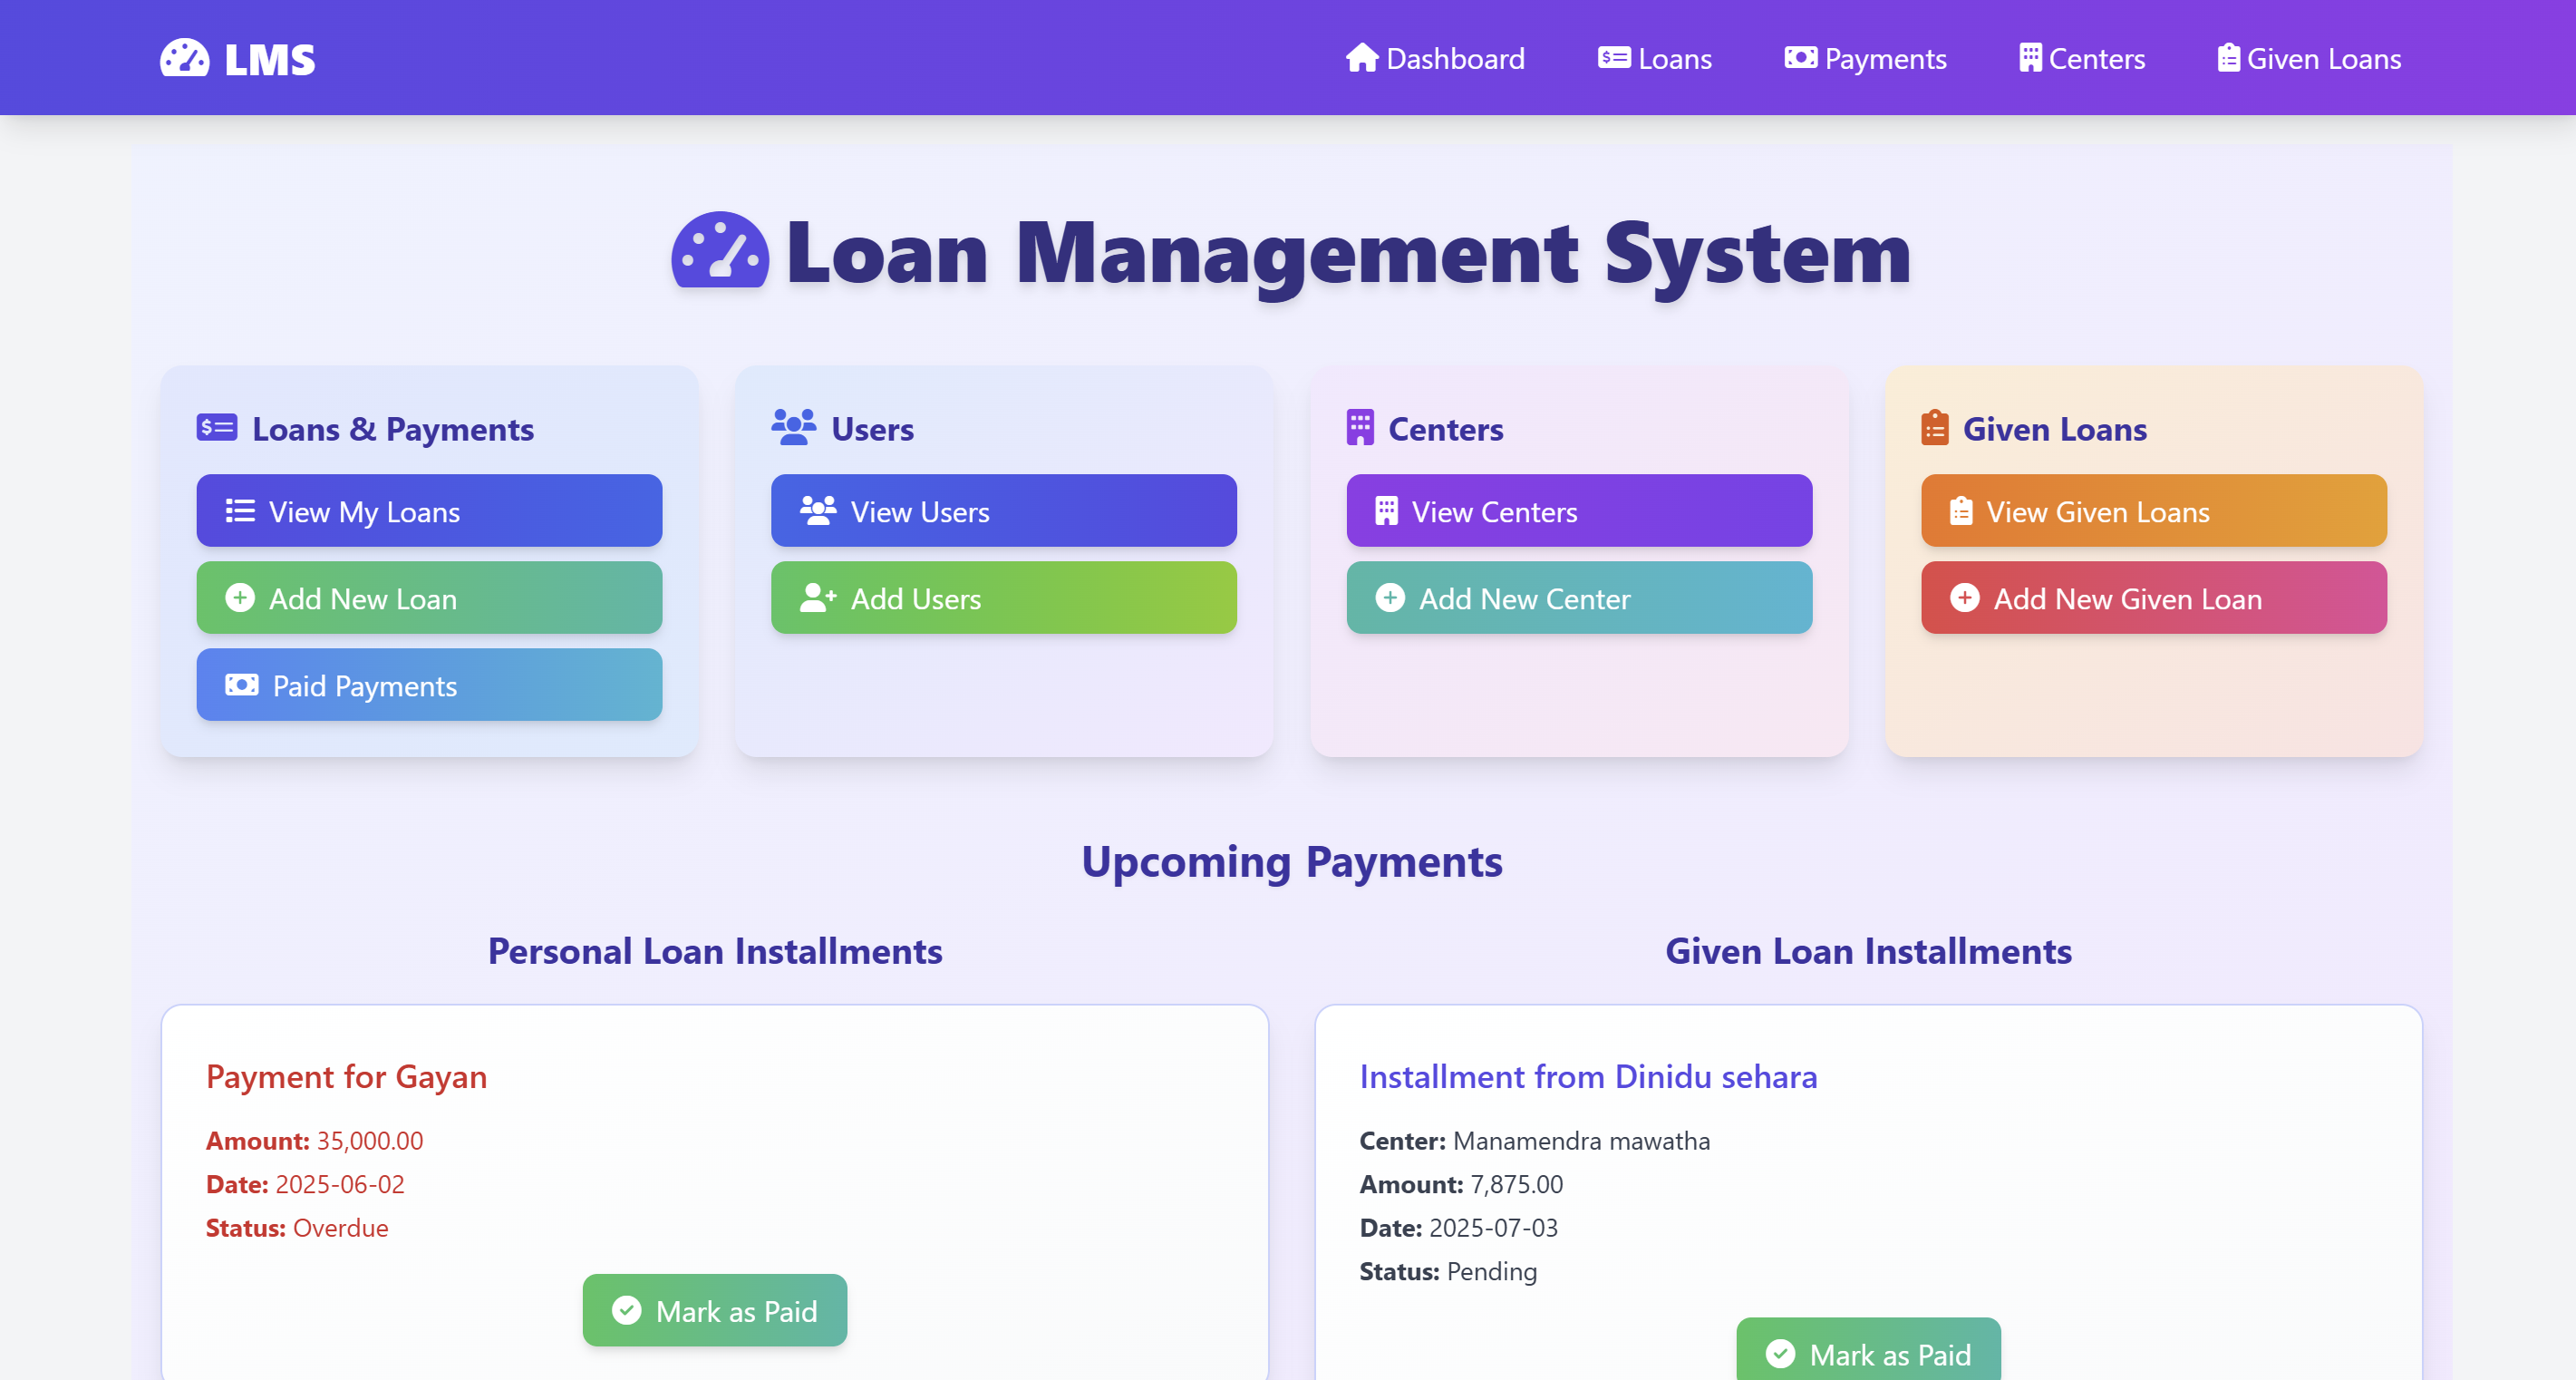 LMS
Dashboard
Loans
Payments
Centers
Given Loans
Loan Management System
Loans & Payments
View My Loans
Add New Loan
Paid Payments
Users
View Users
Add Users
Centers
View Centers
Add New Center
Given Loans
View Given Loans
Add New Given Loan
Upcoming Payments
Personal Loan Installments
Payment for Gayan
Amount: 35,000.00
Date: 2025-06-02
Status: Overdue
Mark as Paid
Given Loan Installments
Installment from Dinidu sehara
Center: Manamendra mawatha
Amount: 7,875.00
Date: 2025-07-03
Status: Pending
Mark as Paid